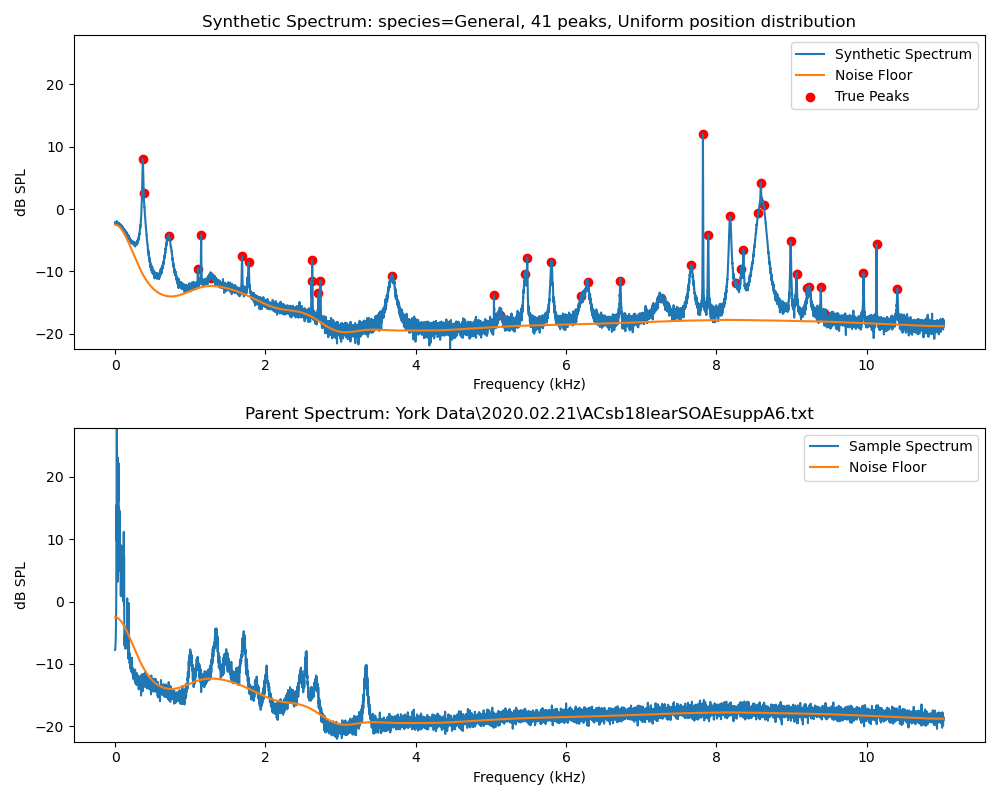 Synthetic Spectrum: species=General, 41 peaks, Uniform position distribution
Synthetic Spectrum
Noise Floor
True Peaks
dB SPL
20
10
0
−10
−20
0 2 4 6 8 10
Frequency (kHz)
Parent Spectrum: York Data\2020.02.21\ACsb18learSOAEsuppA6.txt
Sample Spectrum
Noise Floor
dB SPL
20
10
0
−10
−20
0 2 4 6 8 10
Frequency (kHz)